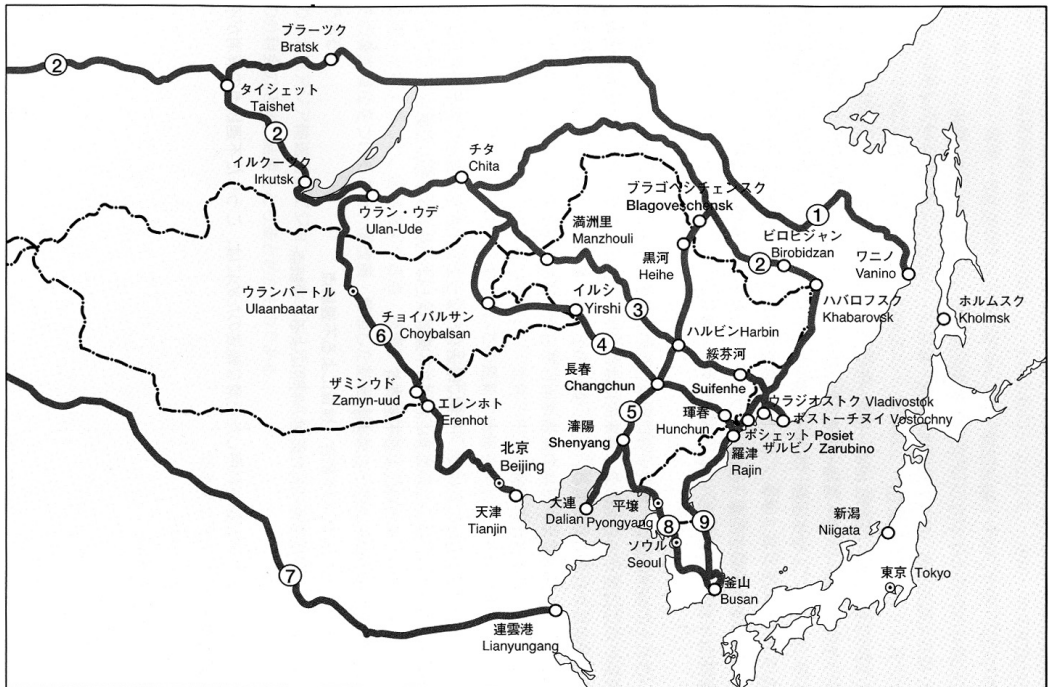 ブラーツク
Bratsk
②
タイシェット
Taishet
②
イルクーツク
Irkutsk
チタ
Chita
ウラン・ウデ
Ulan-Ude
満洲里
Manzhouli
ブラゴベシチェンスク
Blagoveschensk
黒河
Heihe
①
ビロビジャン
Birobidzan
②
ワニノ
Vanino
ハバロフスク
Khabarovsk
ホルムスク
Kholmsk
ウランバートル
Ulaanbaatar
チョイバルサン
Choybalsan
⑥
イルシ
Yirshi
③
④
ハルビンHarbin
綏芬河
Suifenhe
長春
Changchun
ザミンウド
Zamyn-uud
エレンホト
Erenhot
⑤
瀋陽
Shenyang
琿春
Hunchun
ウラジオストク Vladivostok
ボストーチヌイ Vostochny
ポシェット Posiet
ザルビノ Zarubino
羅津
Rajin
北京
Beijing
天津
Tianjin
大連
Dalian
平壌
Pyongyang
⑧
⑨
ソウル
Seoul
釜山
Busan
新潟
Niigata
東京 Tokyo
⑦
連雲港
Lianyungang